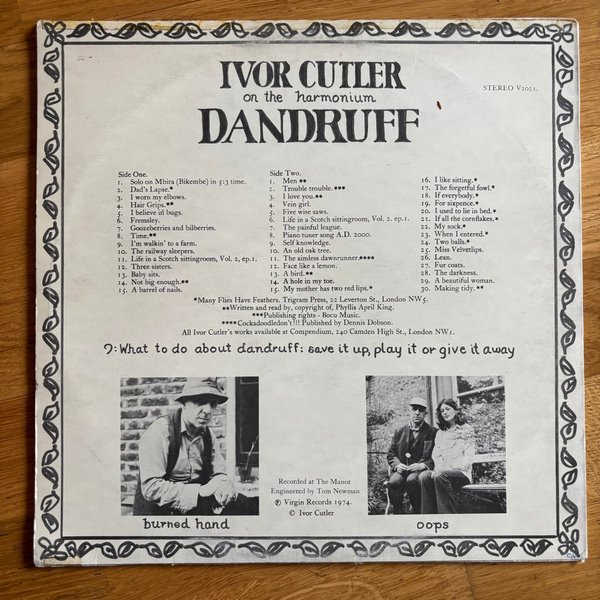 IVOR CUTLER
on the harmonium
DANDRUFF
STEREO V2021.
Side One.
1. Solo on Mbira (Bikembe) in 5:3 time.
2. Dad's Lapse.*
3. I worn my elbows.
4. Hair Grips.**
5. I believe in bugs.
6. Fremsley.
7. Goozeberries and bilberries.
8. Time.**
9. I'm walkin' to a farm.
10. The railway sleepers.
11. Life in a Scotch sittingroom, Vol. 2, ep.1.
12. Three sisters.
13. Baby sits.
14. Not big enough.**
15. A barrel of nails.
Side Two.
1. Men **
2. Trouble trouble. ***
3. I love you.**
4. Vein girl.
5. Five wise saws.
6. Life in a Scotch sittingroom, Vol. 2. ep.1.
7. The painful league.
8. Piano tuner song A.D. 2000.
9. Self knowledge.
10. An old oak tree.
11. The aimless dawnrunner.****
12. Face like a lemon.
13. A bird.**
14. A hole in my toe.
15. My mother has two red lips.*
16. I like sitting.*
17. The forgetful fowl.*
18. If everybody.*
19. For sixpence.*
20. I used to lie in bed.*
21. If all the cornflakes.*
22. My sock.*
23. When I entered.*
24. Two balls.*
25. Miss Velvetlips.
26. Lean.
27. Fur coats.
28. The darkness.
29. A beautiful woman.
30. Making tidy. **
*Many Flies Have Feathers. Trigram Press, 22 Leverton St., London NW5.
**Written and read by, copyright of, Phyllis April King.
***Publishing rights - Bocu Music.
****Cockadoodledon't!!! Published by Dennis Dobson.
All Ivor Cutler's works available at Compendium, 240 Camden High St., London NW1.
?: What to do about dandruff: save it up, play it or give it away
Recorded at The Manor
Engineered by Tom Newman
℗ Virgin Records 1974.
© Ivor Cutler
burned hand
oops